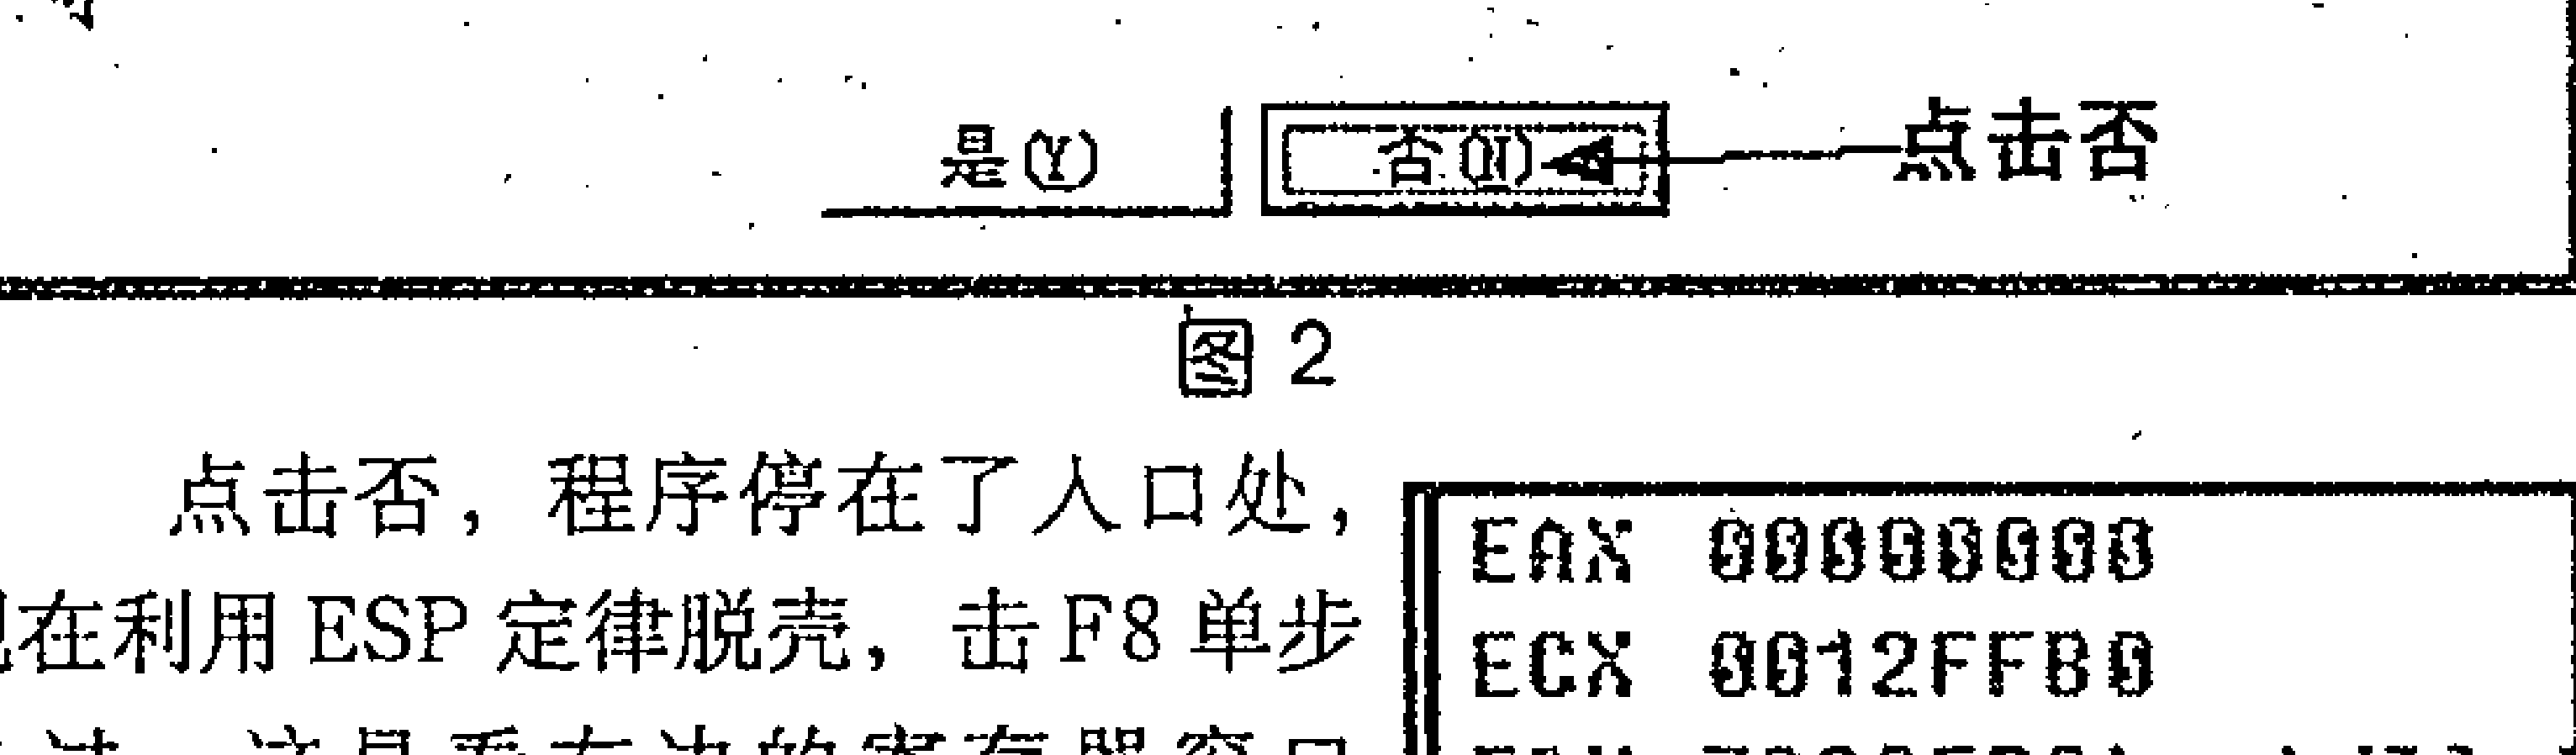 是(Y) 否(N) 点击否
图 2
点击否，程序停在了入口处，
现在利用 ESP 定律脱壳，击 F8 单步
EAX 00000000
ECX 0012FFB0